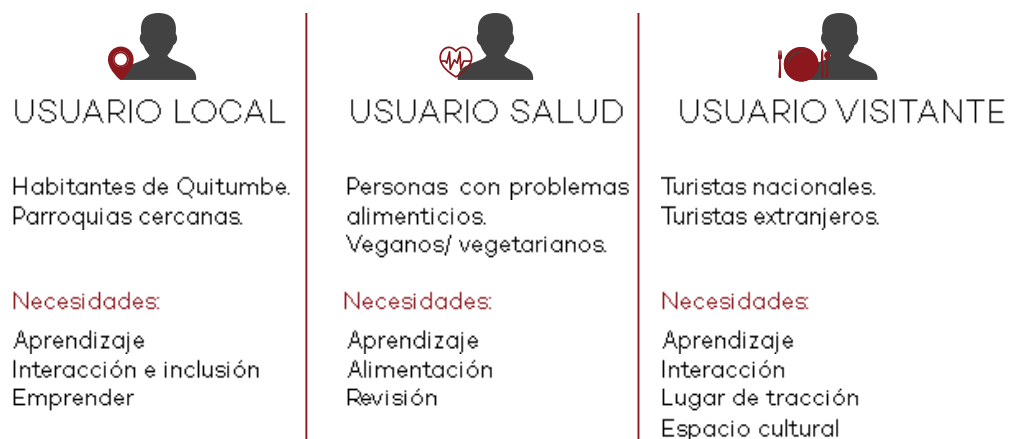 USUARIO LOCAL
Habitantes de Quitumbe.
Parroquias cercanas.
Necesidades:
Aprendizaje
Interacción e inclusión
Emprender
USUARIO SALUD
Personas con problemas
alimenticios.
Veganos/ vegetarianos.
Necesidades:
Aprendizaje
Alimentación
Revisión
USUARIO VISITANTE
Turistas nacionales.
Turistas extranjeros.
Necesidades:
Aprendizaje
Interacción
Lugar de tracción
Espacio cultural